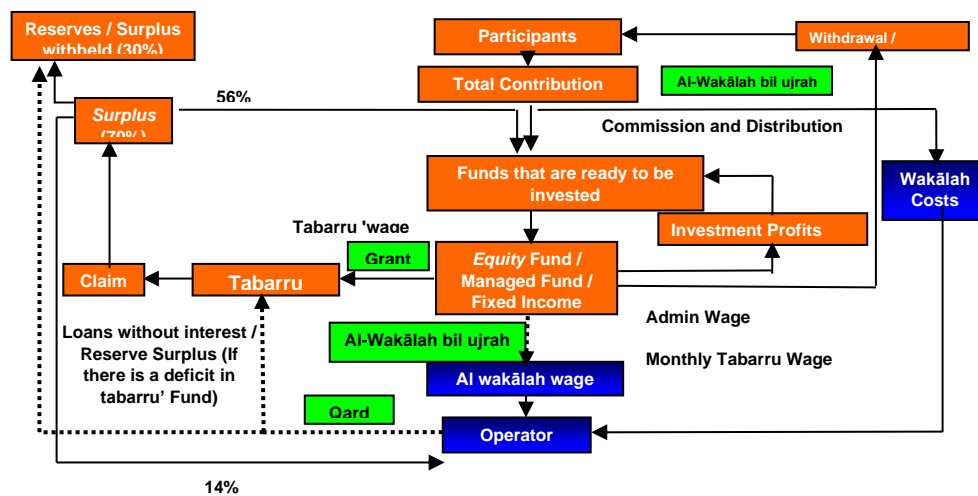 Reserves / Surplus
withheld (30%)
Participants
Withdrawal /
Total Contribution
Al-Wakālah bil ujrah
56%
Surplus
(70%)
Commission and Distribution
Funds that are ready to be
invested
Wakālah
Costs
Tabarru 'wage
Investment Profits
Grant
Equity Fund /
Managed Fund /
Fixed Income
Claim
Tabarru
Loans without interest /
Reserve Surplus (If
there is a deficit in
tabarru' Fund)
Admin Wage
Al-Wakālah bil ujrah
Monthly Tabarru Wage
Al wakālah wage
Qard
Operator
14%